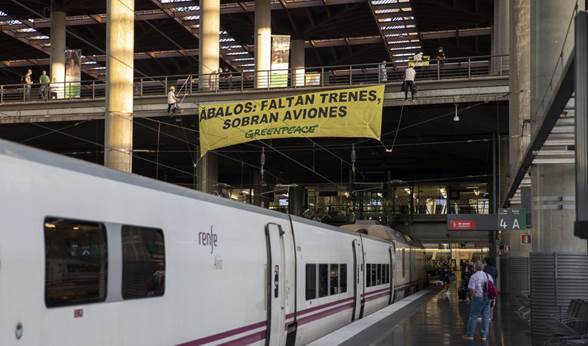 ÁBALOS: FALTAN TRENES,
SOBRAN AVIONES
GREENPEACE
renfe
4 A